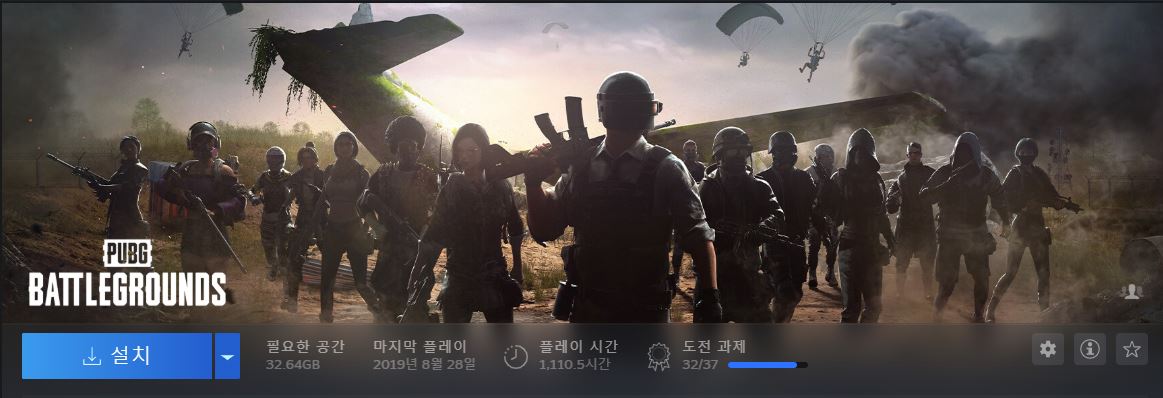 PUBG
BATTLEGROUNDS
설치
필요한 공간
32.64GB
마지막 플레이
2019년 8월 28일
플레이 시간
1,110.5시간
도전 과제
32/37